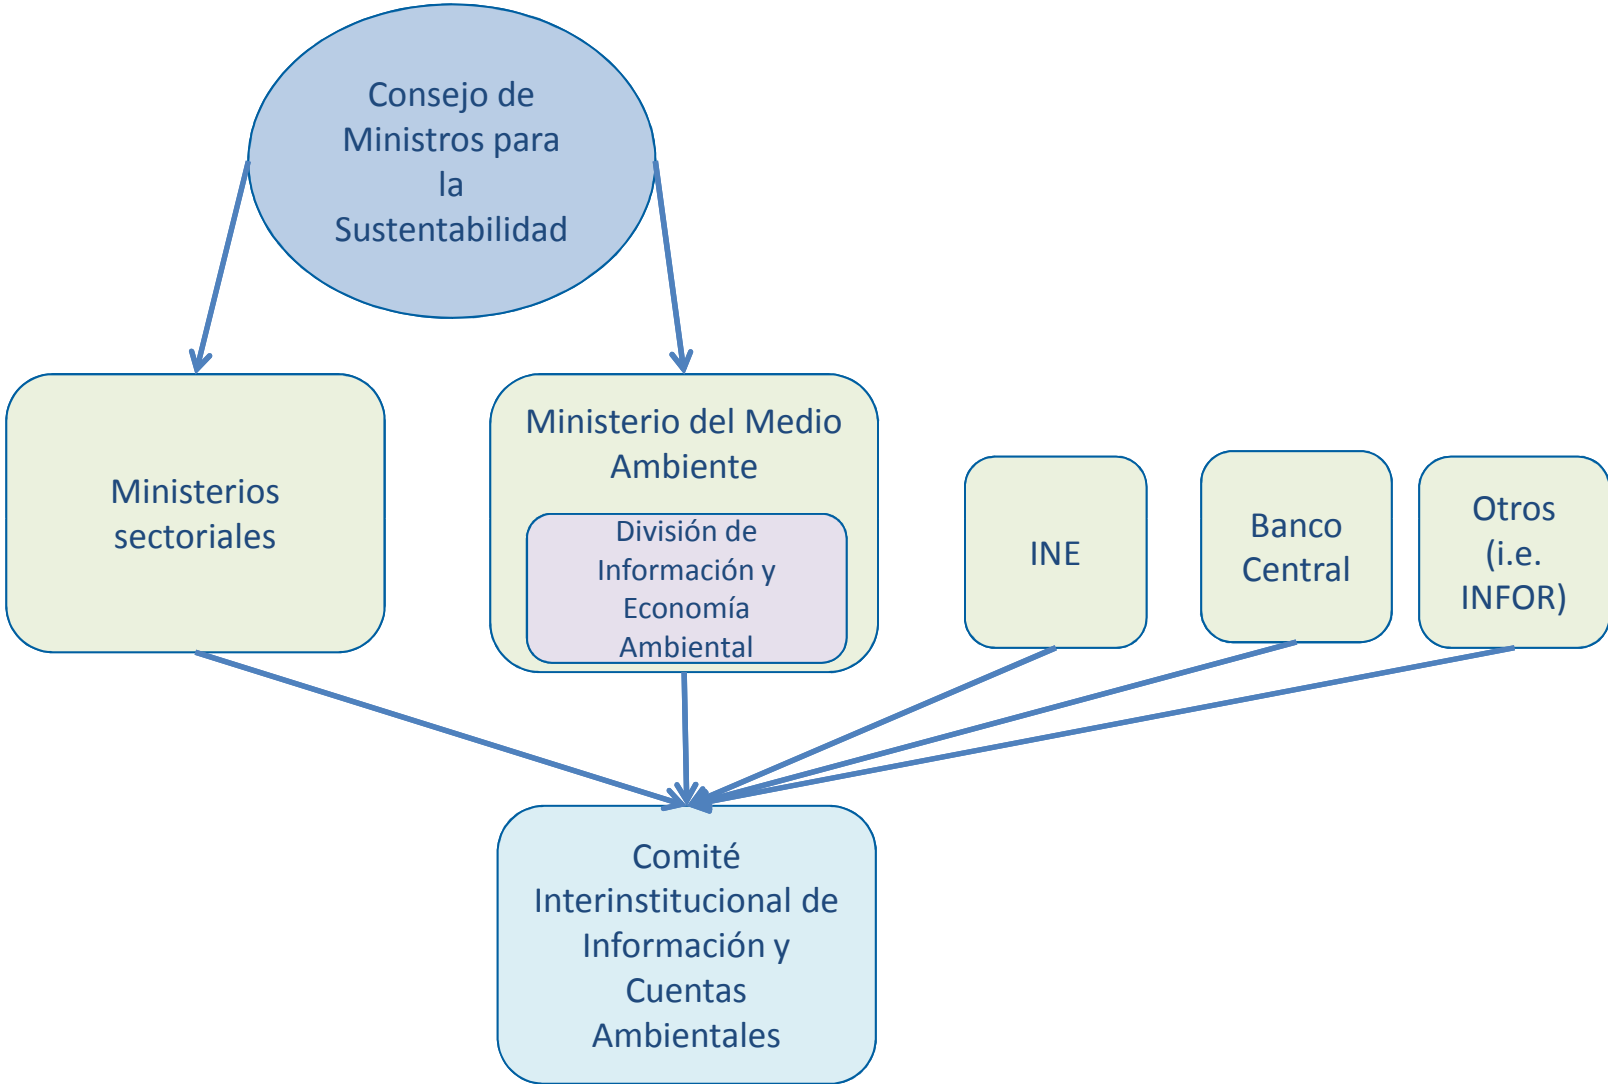 Consejo de
Ministros para
la
Sustentabilidad
Ministerios
sectoriales
Ministerio del Medio
Ambiente
División de
Información y
Economía
Ambiental
INE
Banco
Central
Otros
(i.e.
INFOR)
Comité
Interinstitucional de
Información y
Cuentas
Ambientales